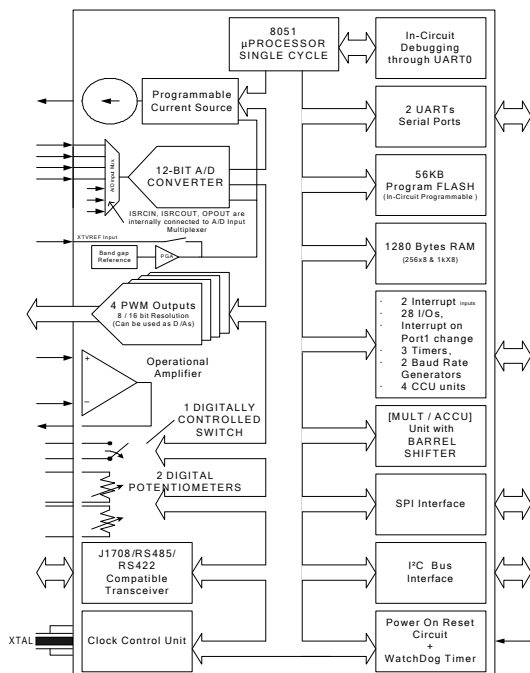 8051
µPROCESSOR
SINGLE CYCLE
In-Circuit
Debugging
through UART0
Programmable
Current Source
2 UARTs
Serial Ports
A/D Input Mux.
12-BIT A/D
CONVERTER
ISRCIN, ISRCOUT, OPOUT are
internally connected to A/D Input
Multiplexer
56KB
Program FLASH
(In-Circuit Programmable )
XTVREF Input
Band gap
Reference
PGA
1280 Bytes RAM
(256x8 & 1kX8)
4 PWM Outputs
8 / 16 bit Resolution
(Can be used as D /As)
· 2 Interrupt inputs
· 28 I/Os,
· Interrupt on
Port1 change
· 3 Timers,
· 2 Baud Rate
Generators
· 4 CCU units
+
–
Operational
Amplifier
1 DIGITALLY
CONTROLLED
SWITCH
[MULT / ACCU]
Unit with
BARREL
SHIFTER
2 DIGITAL
POTENTIOMETERS
SPI Interface
J1708/RS485/
RS422
Compatible
Transceiver
I²C Bus
Interface
XTAL
Clock Control Unit
Power On Reset
Circuit
+
WatchDog Timer